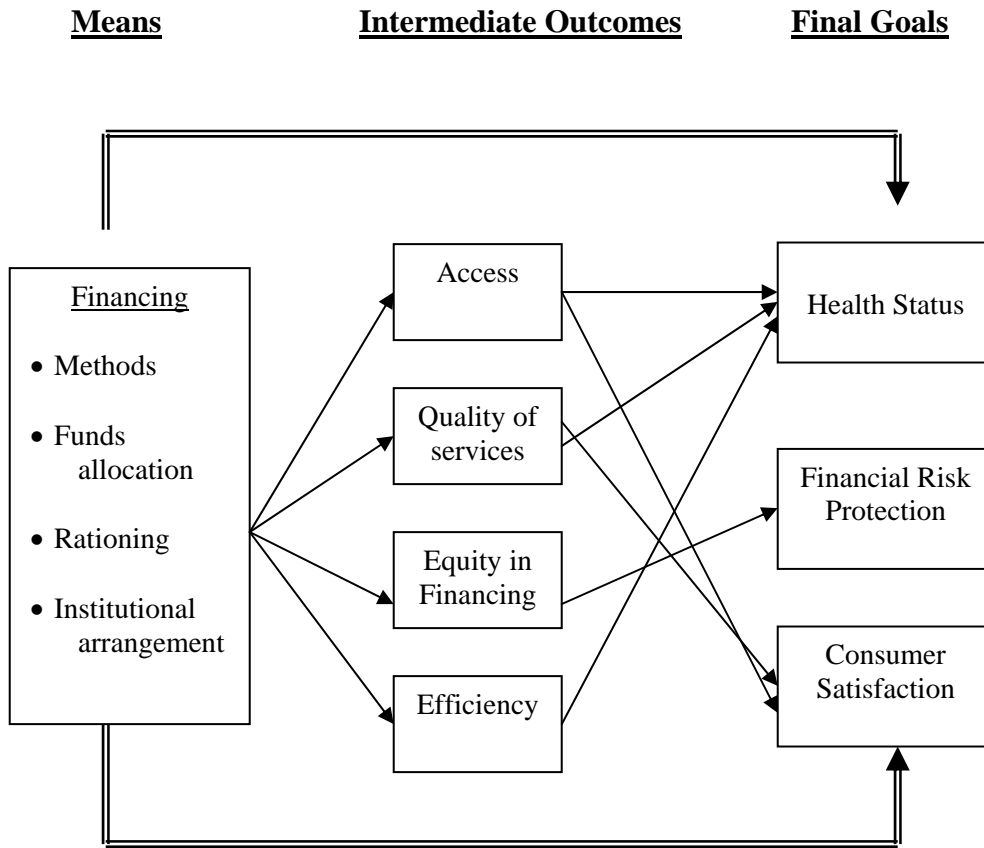 Means
Intermediate Outcomes
Final Goals
Financing
• Methods
• Funds
allocation
• Rationing
• Institutional
arrangement
Access
Quality of
services
Equity in
Financing
Efficiency
Health Status
Financial Risk
Protection
Consumer
Satisfaction